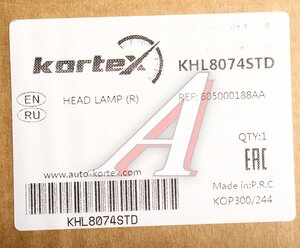 kortex
KHL8074STD
EN
RU
HEAD LAMP (R)
REF: 605000188AA
QTY:1
EAC
www.auto-kortex.com
Made in:P.R.C
KOP300/244
KHL8074STD